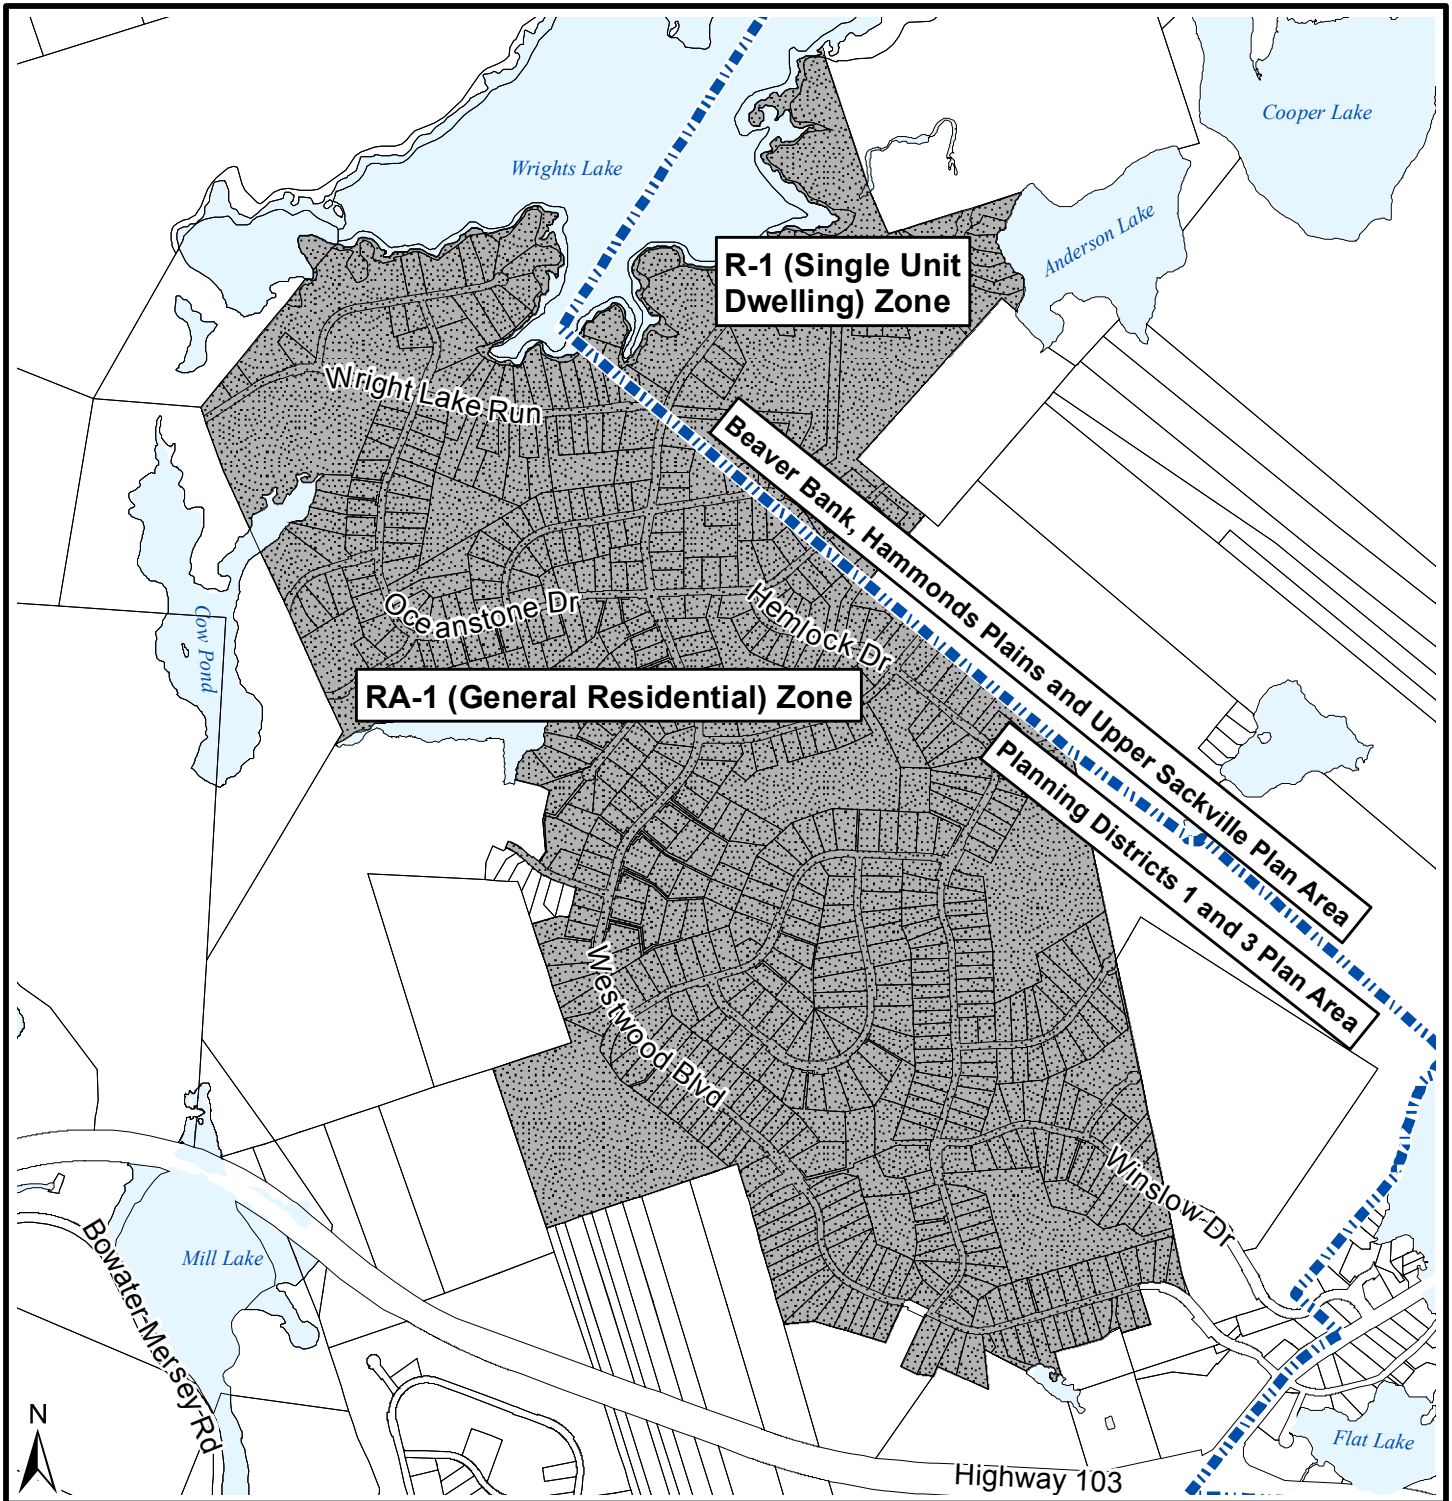 Cooper Lake
Wrights Lake
Anderson Lake
R-1 (Single Unit
Dwelling) Zone
Wright Lake Run
Beaver Bank, Hammonds Plains and Upper Sackville Plan Area
Oceanstone Dr
Hemlock Dr
Cow Pond
RA-1 (General Residential) Zone
Planning Districts 1 and 3 Plan Area
Westwood Blvd
Winslow Dr
Mill Lake
Bowater-Mersey Rd
N
Flat Lake
Highway 103